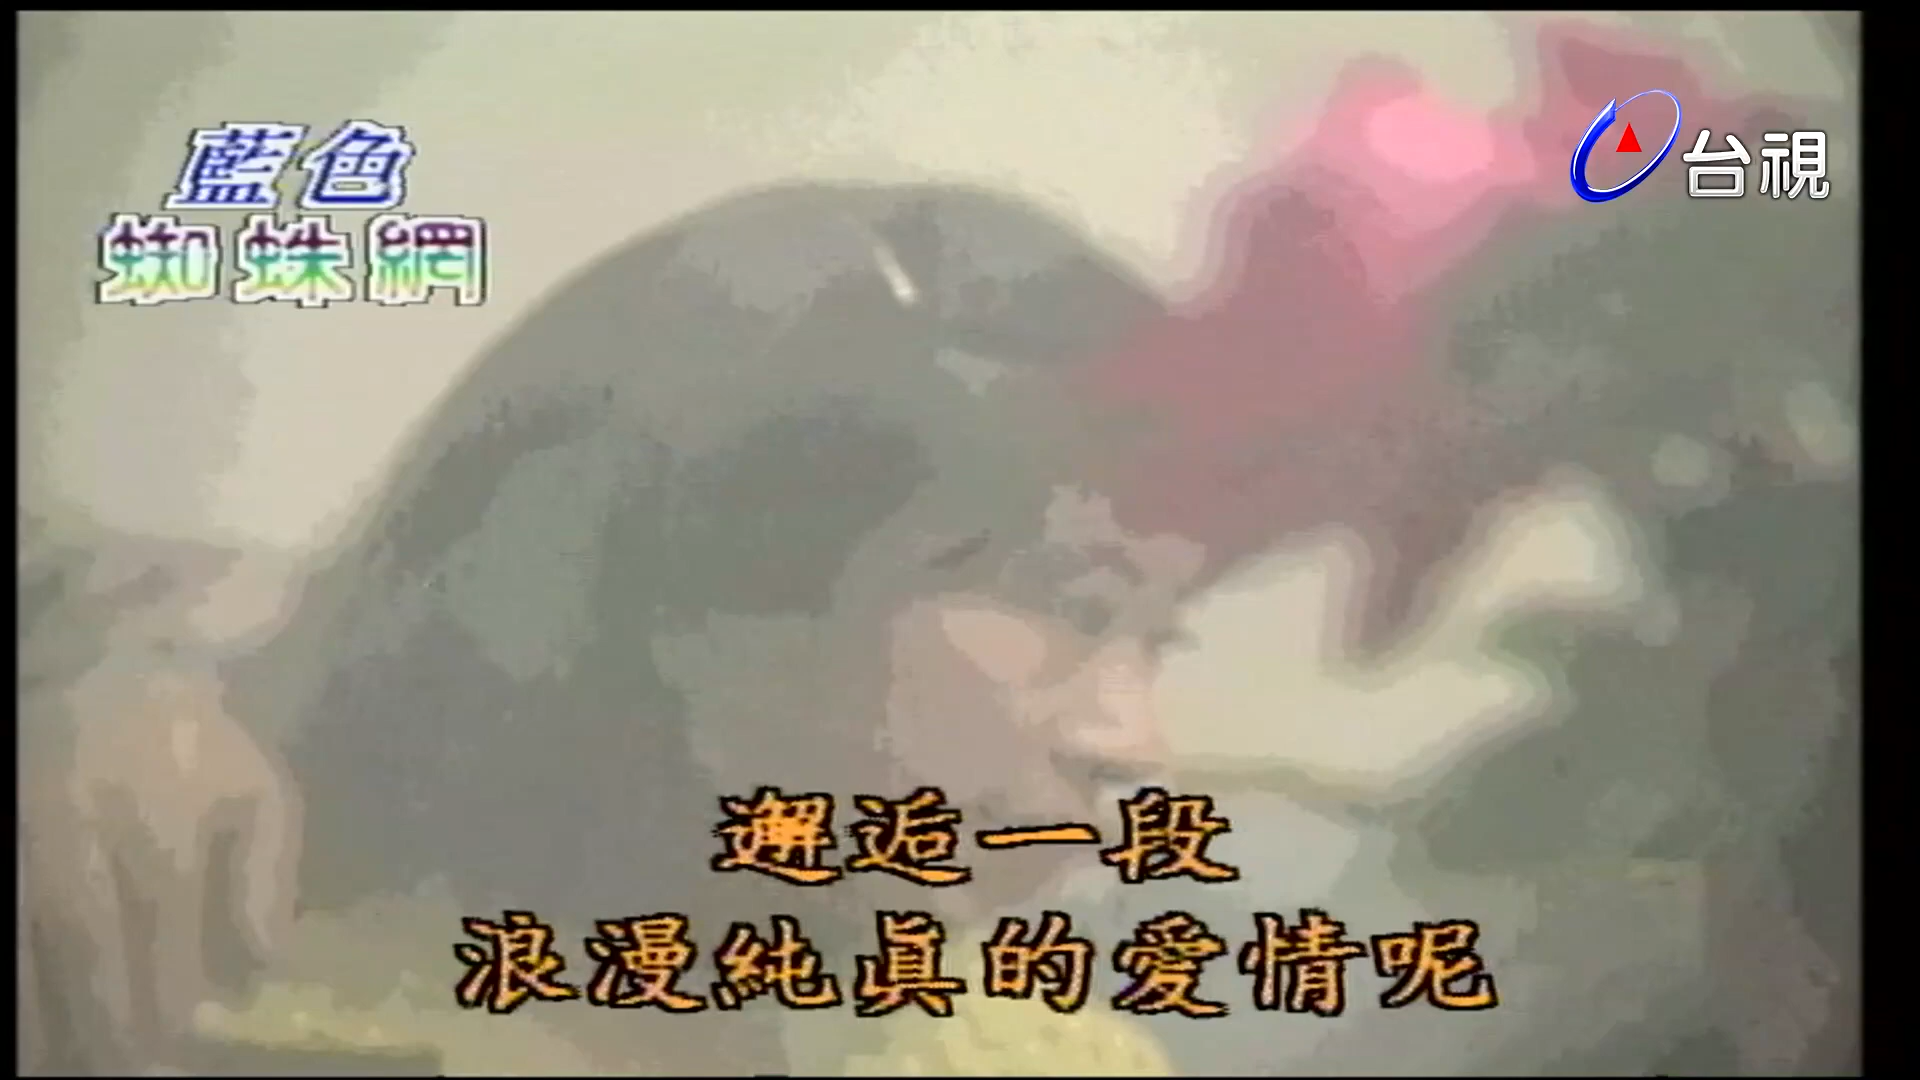 藍色
蜘蛛網
台視
邂逅一段
浪漫純真的愛情呢